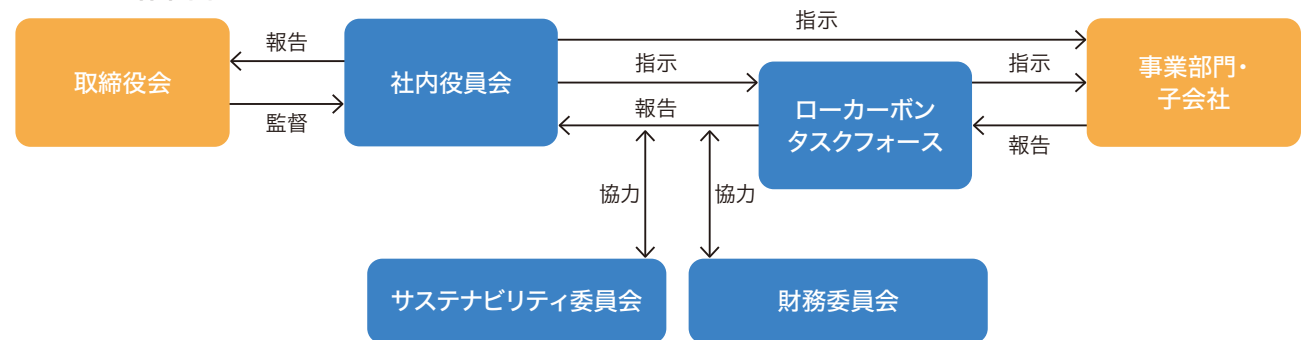 指示
報告
取締役会
監督
社内役員会
指示
報告
ローカーボン
タスクフォース
指示
報告
事業部門・
子会社
協力
協力
サステナビリティ委員会
財務委員会